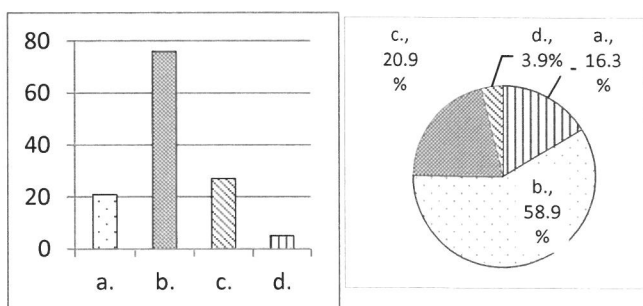 80
60
40
20
0
a. b. c. d.
c.,
20.9
%
d.,
3.9%
a.,
16.3
%
b.,
58.9
%